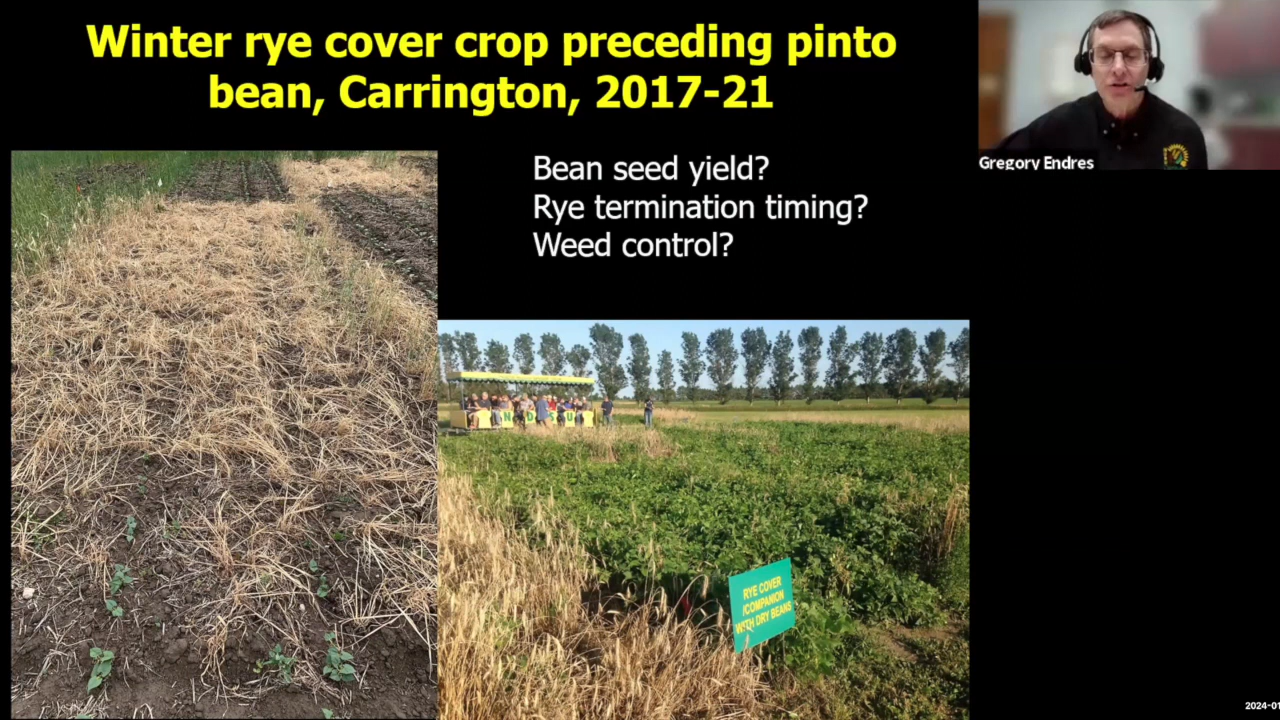 Winter rye cover crop preceding pinto
bean, Carrington, 2017-21
Gregory Endres
Bean seed yield?
Rye termination timing?
Weed control?
NDSU
RYE COVER
/COMPANION
WITH DRY BEANS
2024-01